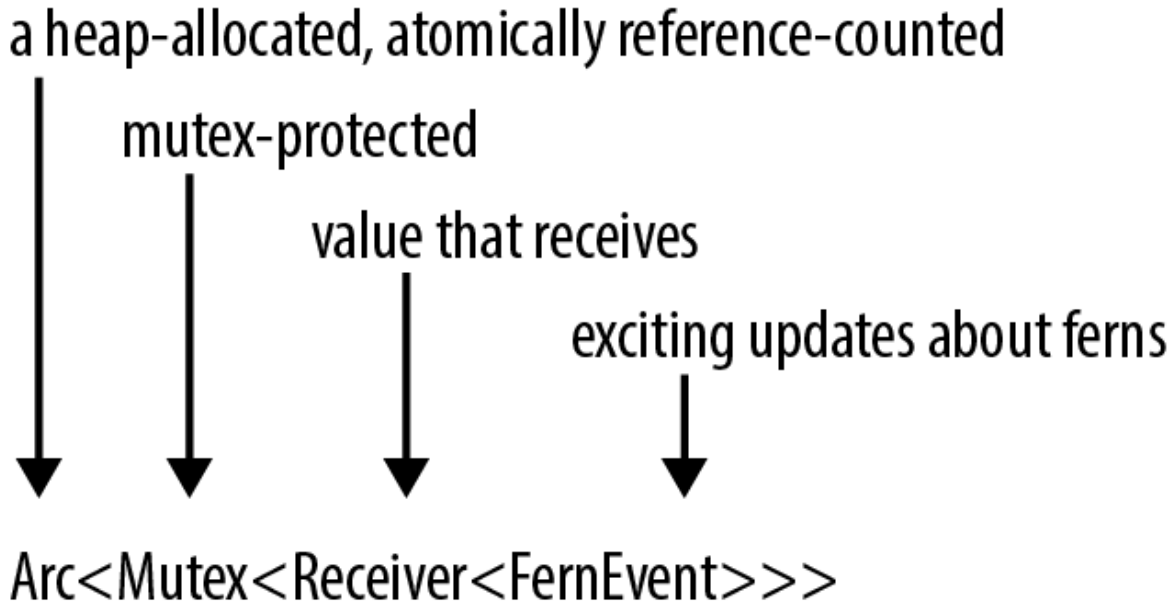 a heap-allocated, atomically reference-counted
mutex-protected
value that receives
exciting updates about ferns
Arc<Mutex<Receiver<FernEvent>>>